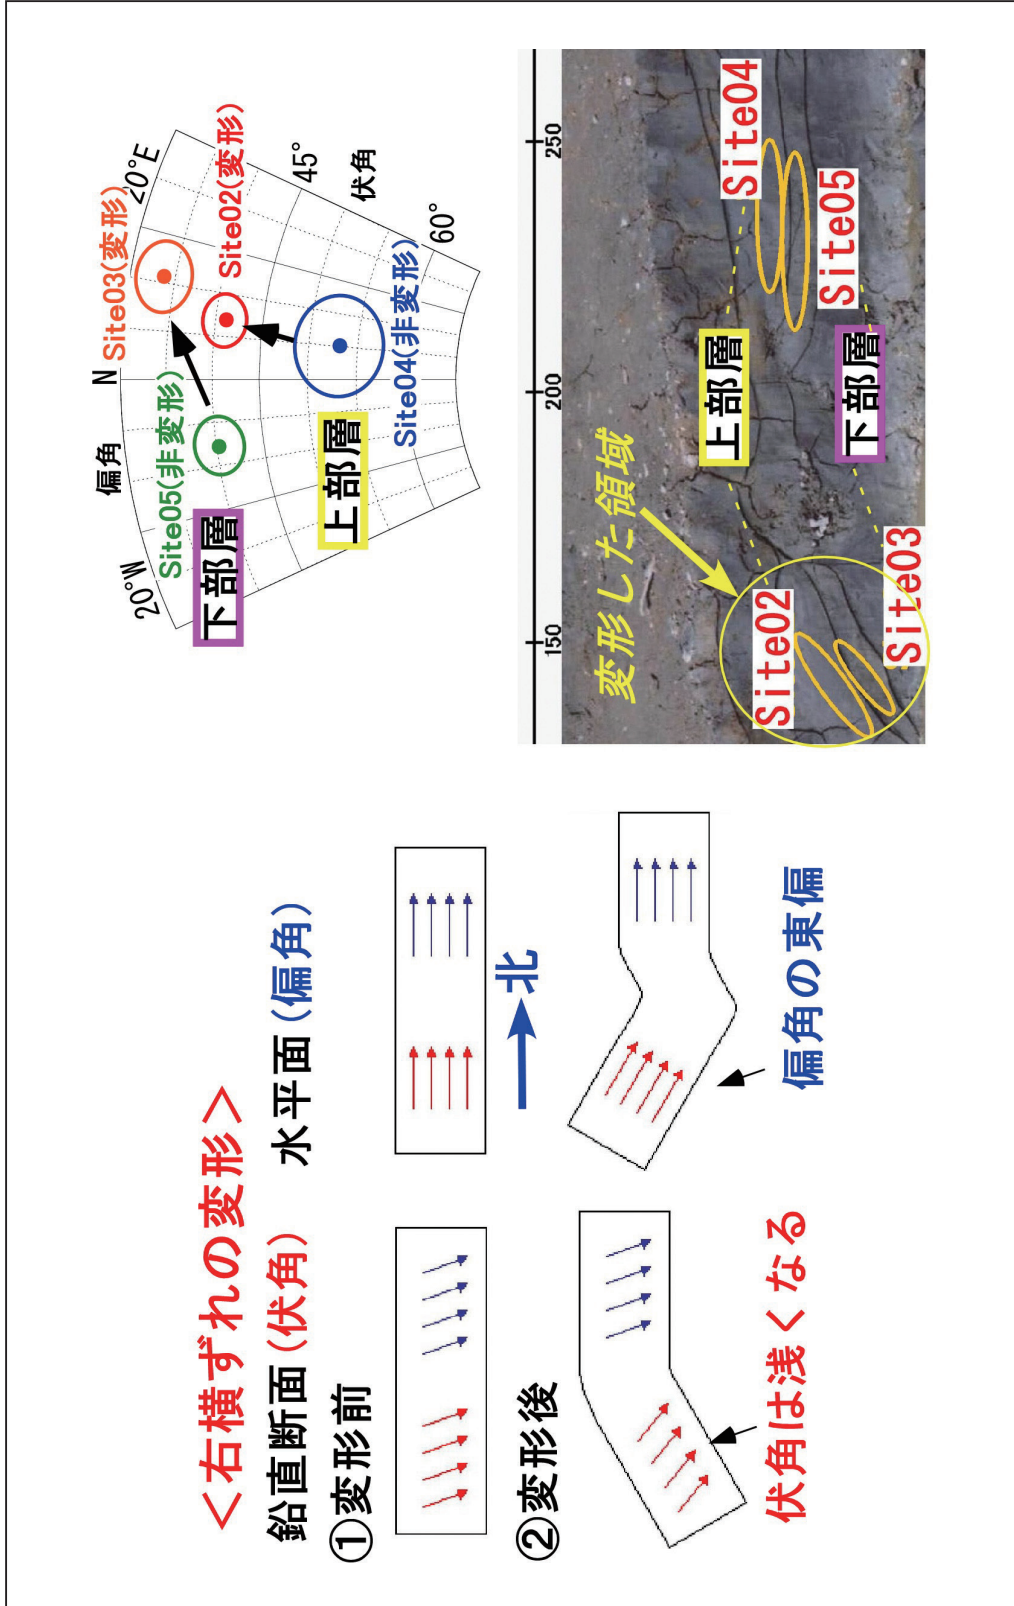 ＜右横ずれの変形＞
鉛直断面(伏角)
水平面(偏角)
①変形前
北
②変形後
伏角は浅くなる
偏角の東偏
偏角
N
20°W
20°E
Site03(変形)
Site02(変形)
Site05(非変形)
Site04(非変形)
下部層
上部層
45°
伏角
60°
150
200
250
変形した領域
上部層
下部層
Site02
Site03
Site04
Site05